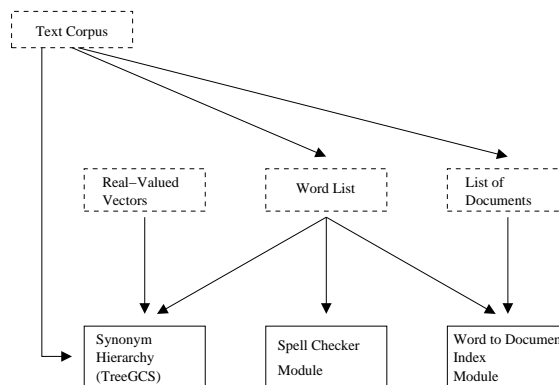 Text Corpus
Real−Valued
Vectors
Word List
List of
Documents
Synonym
Hierarchy
(TreeGCS)
Spell Checker
Module
Word to Documen
Index
Module